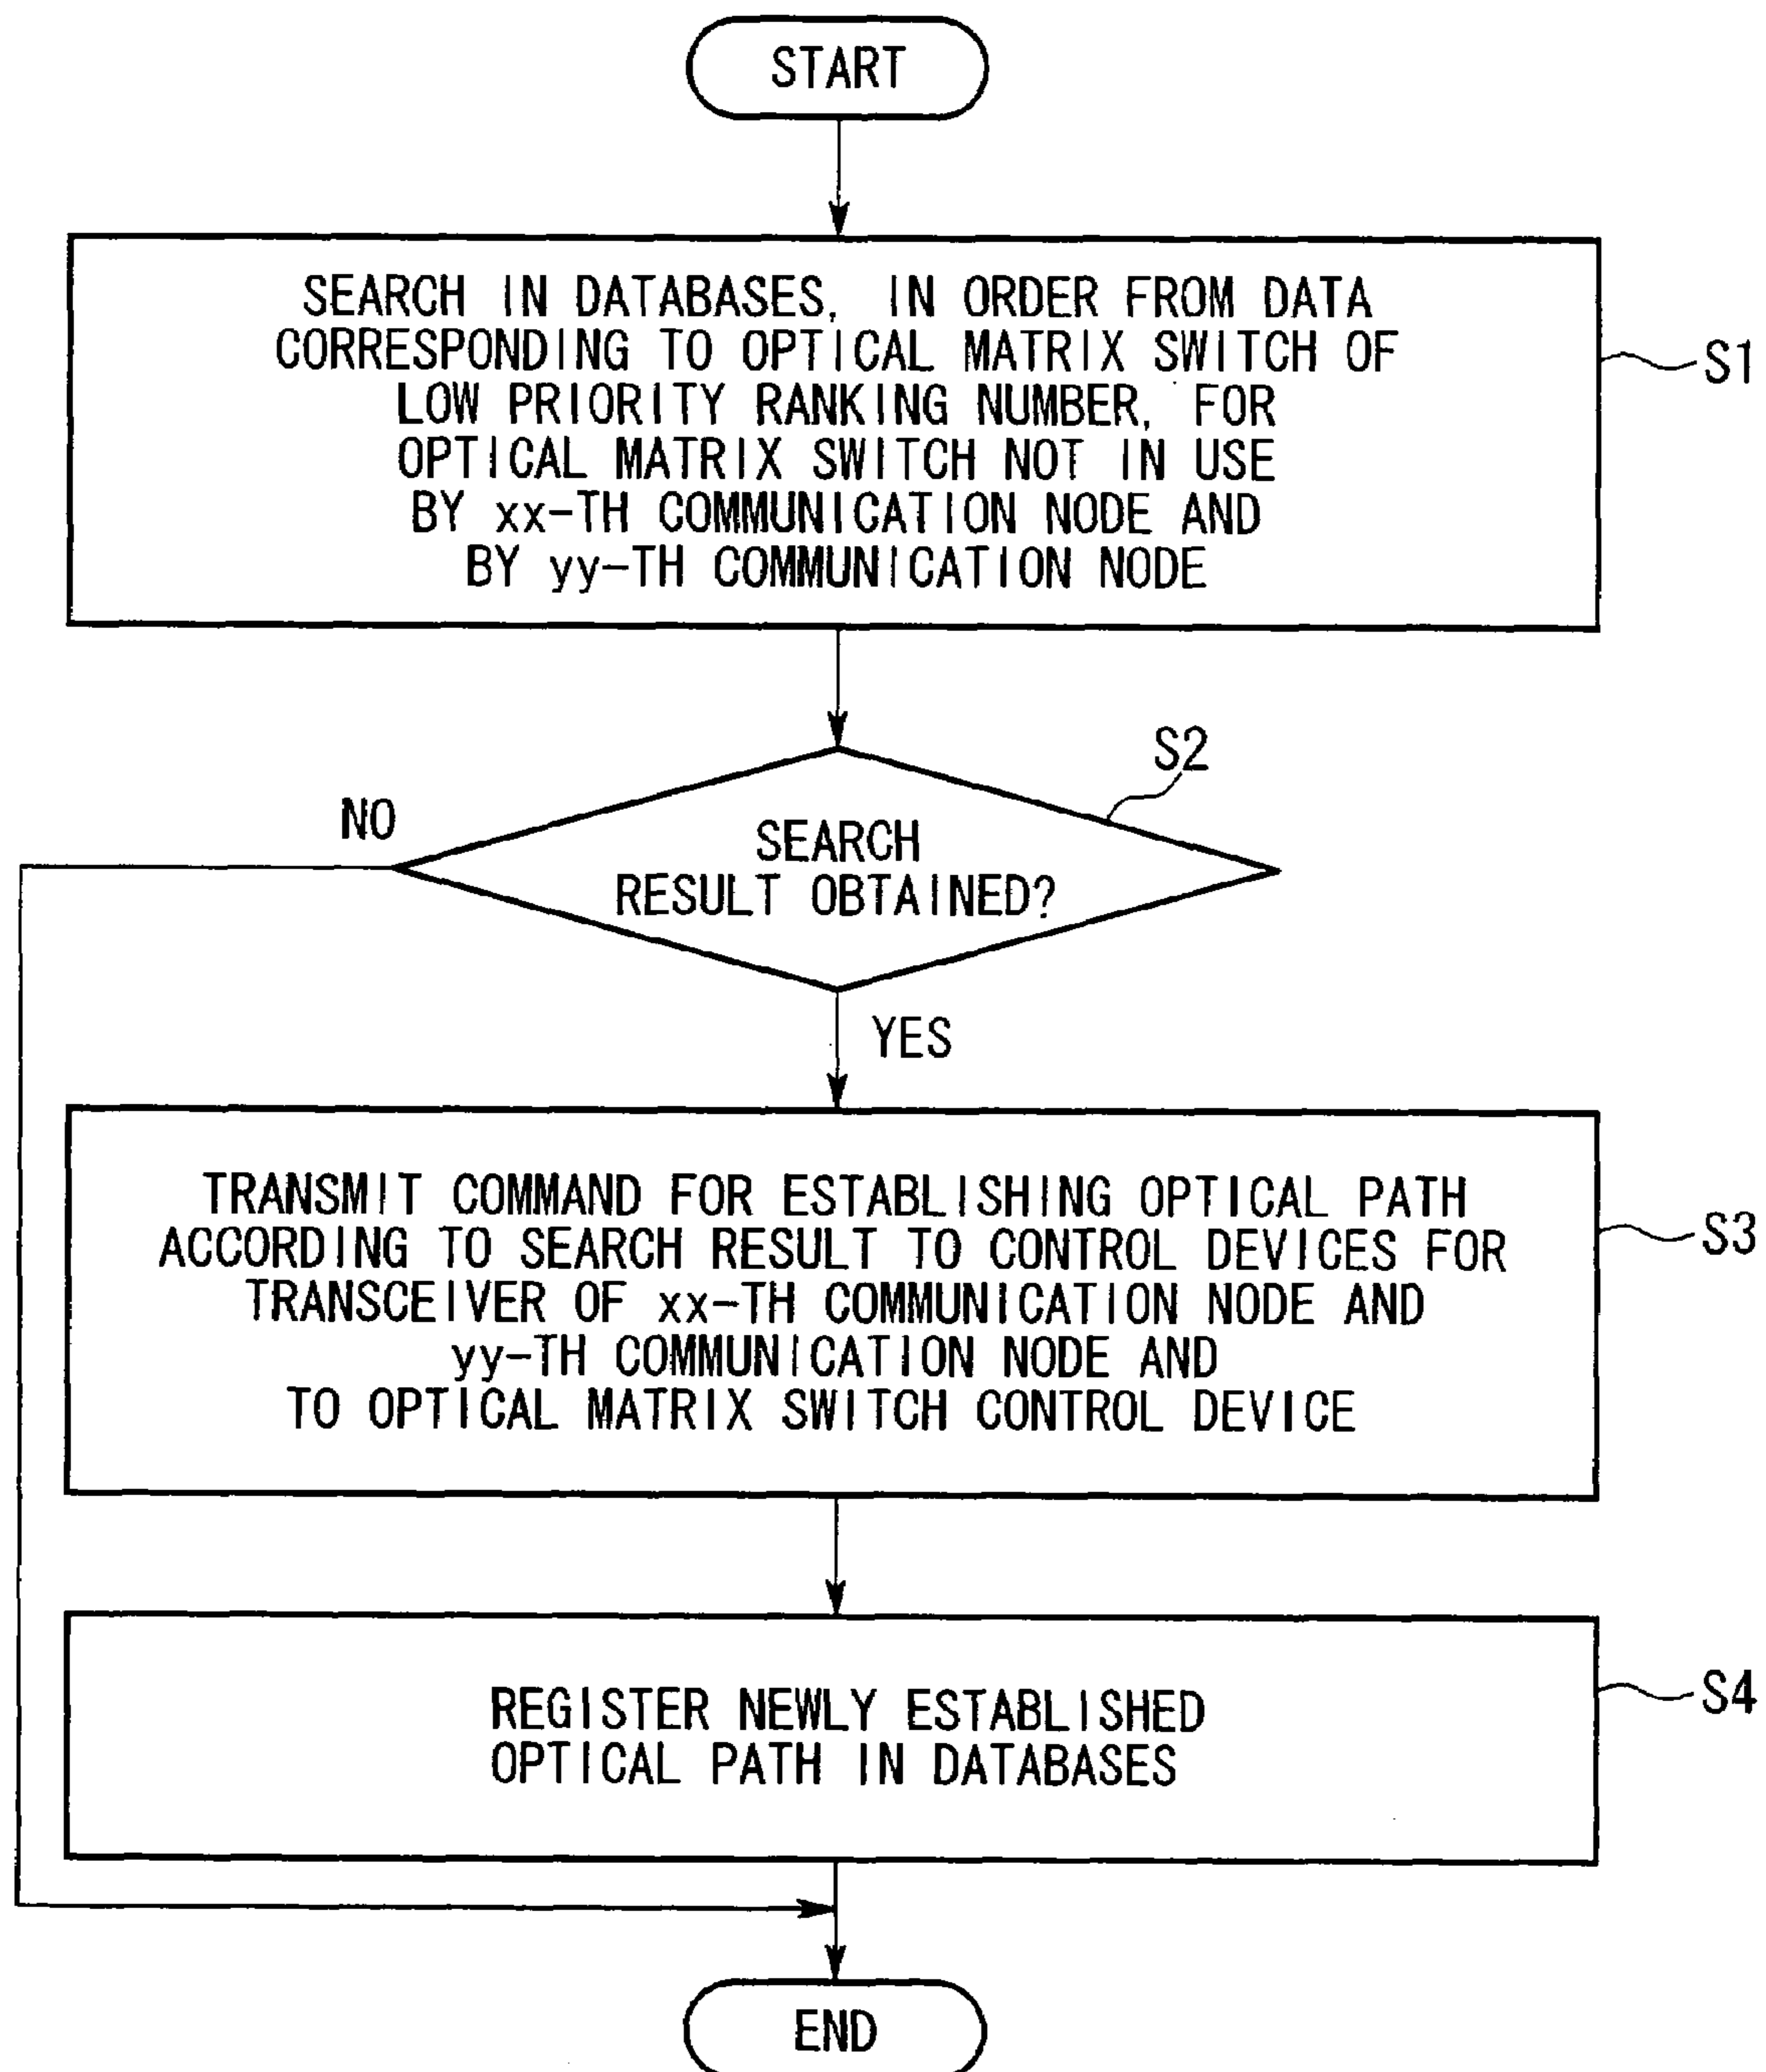 START
SEARCH IN DATABASES, IN ORDER FROM DATA
CORRESPONDING TO OPTICAL MATRIX SWITCH OF
LOW PRIORITY RANKING NUMBER, FOR
OPTICAL MATRIX SWITCH NOT IN USE
BY xx-TH COMMUNICATION NODE AND
BY yy-TH COMMUNICATION NODE
S1
S2
NO
SEARCH
RESULT OBTAINED?
YES
TRANSMIT COMMAND FOR ESTABLISHING OPTICAL PATH
ACCORDING TO SEARCH RESULT TO CONTROL DEVICES FOR
TRANSCEIVER OF xx-TH COMMUNICATION NODE AND
yy-TH COMMUNICATION NODE AND
TO OPTICAL MATRIX SWITCH CONTROL DEVICE
S3
REGISTER NEWLY ESTABLISHED
OPTICAL PATH IN DATABASES
S4
END